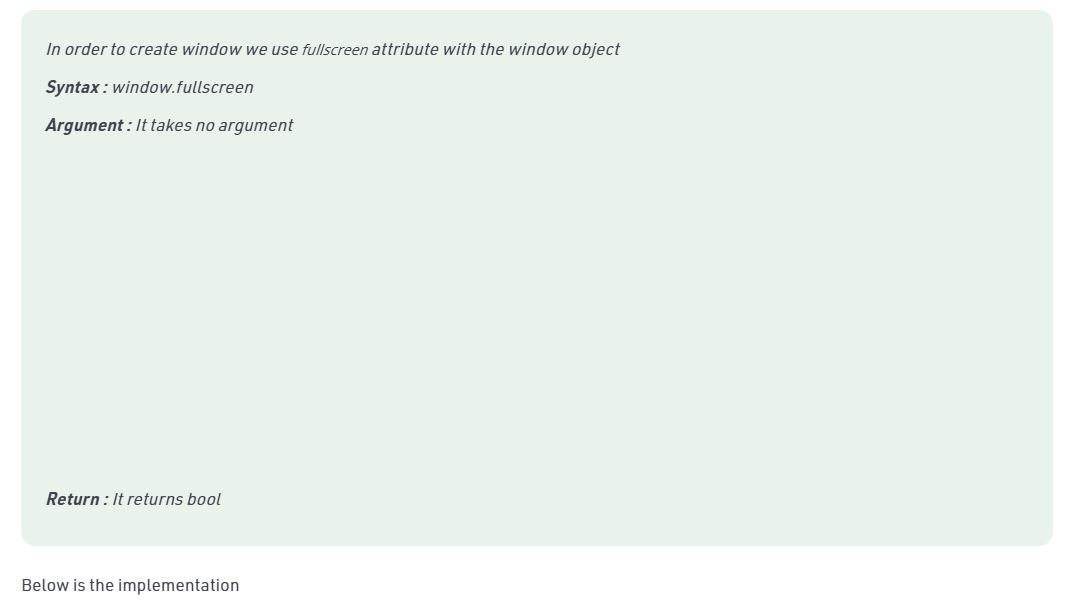 In order to create window we use fullscreen attribute with the window object
Syntax : window.fullscreen
Argument : It takes no argument
Return : It returns bool
Below is the implementation